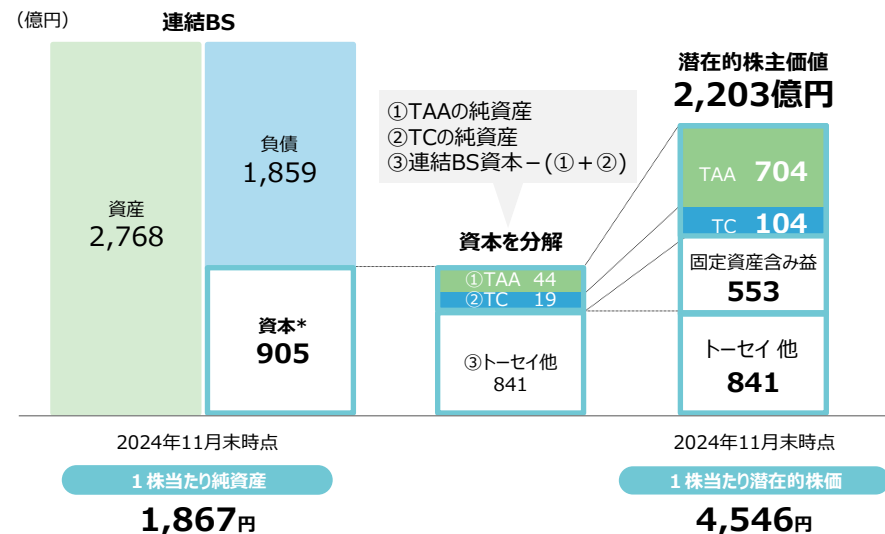 （億円）
連結BS
資産
2,768
負債
1,859
資本*
905
①TAAの純資産
②TCの純資産
③連結BS資本－(①＋②)
資本を分解
①TAA 44
②TC 19
③トーセイ他
841
潜在的株主価値
2,203億円
TAA 704
TC 104
固定資産含み益
553
トーセイ 他
841
2024年11月末時点
1株当たり純資産
1,867円
2024年11月末時点
1株当たり潜在的株価
4,546円